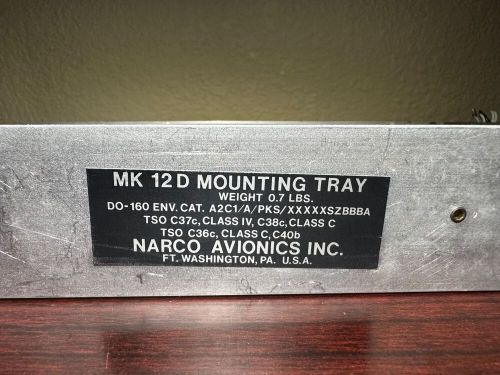 MK 12D MOUNTING TRAY
WEIGHT 0.7 LBS.
DO-160 ENV. CAT. A2C1/A/PKS/XXXXXSZBBBA
TSO C37c, CLASS IV, C38c, CLASS C
TSO C36c, CLASS C, C40b
NARCO AVIONICS INC.
FT. WASHINGTON, PA. U.S.A.